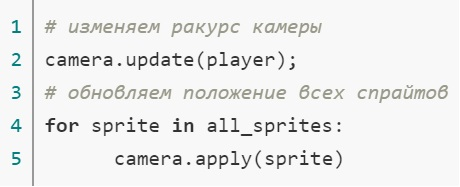 1 # изменяем ракурс камеры
2 camera.update(player);
3 # обновляем положение всех спрайтов
4 for sprite in all_sprites:
5 camera.apply(sprite)